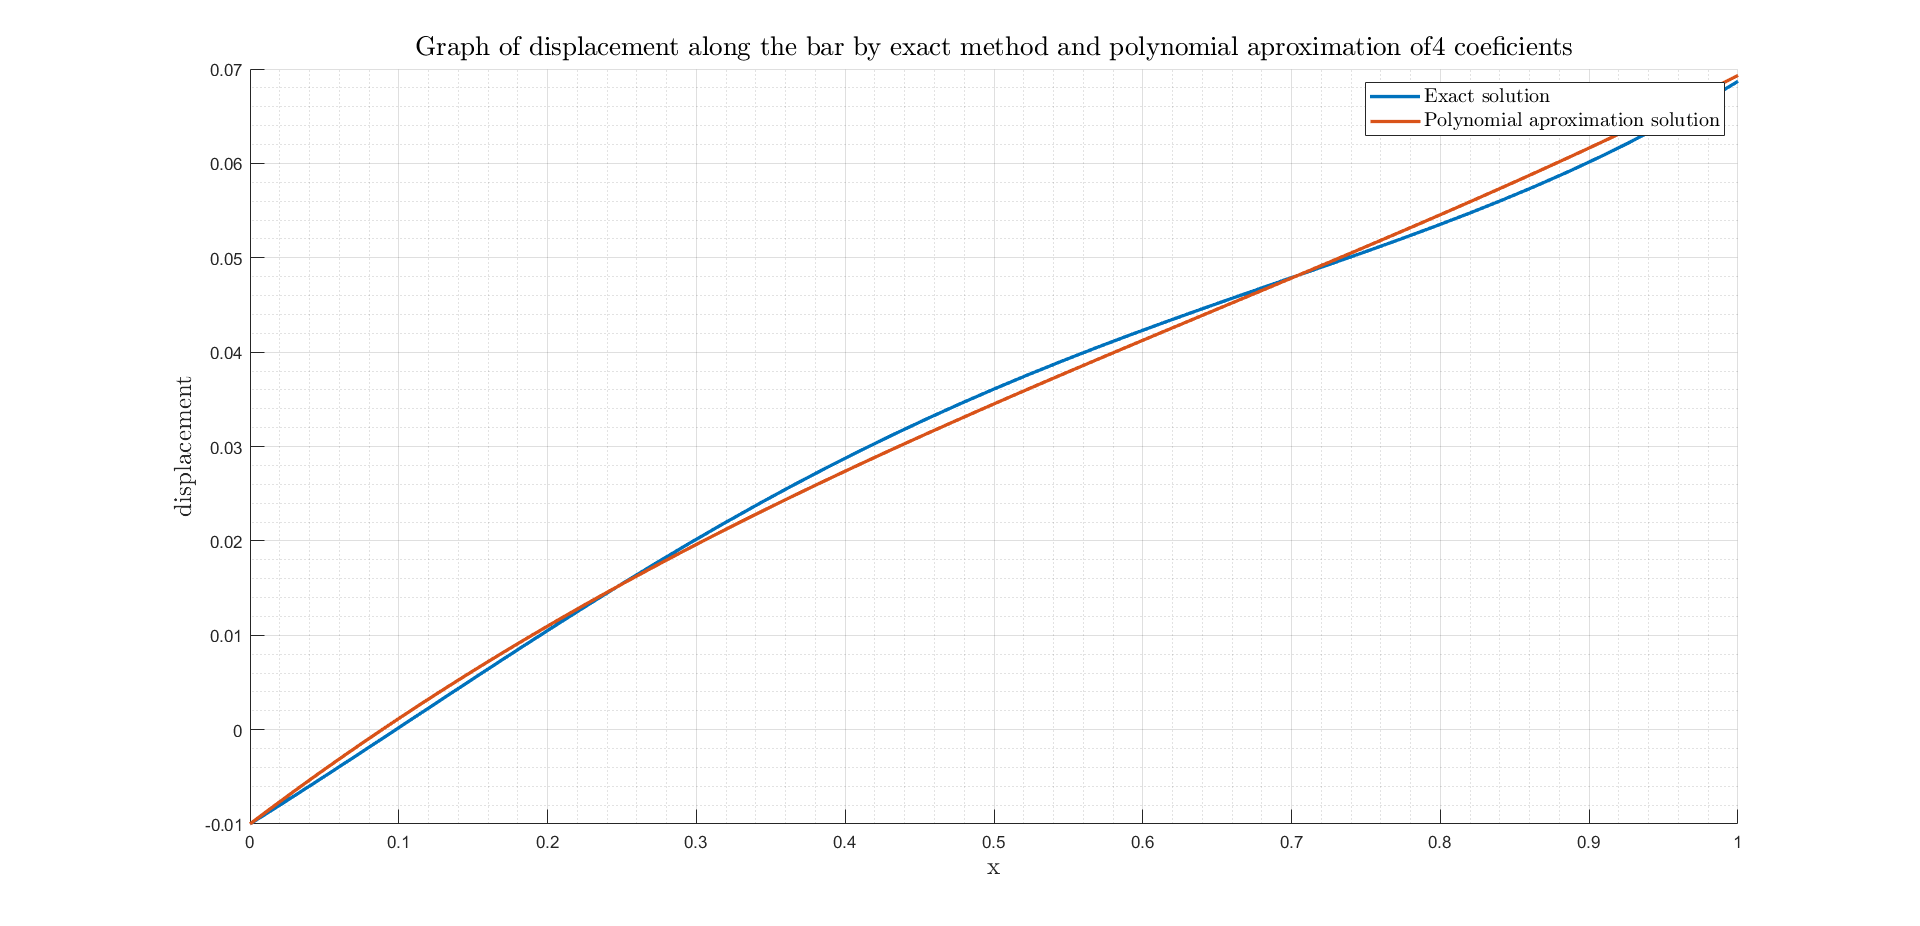 Graph of displacement along the bar by exact method and polynomial aproximation of4 coeficients
0.07
0.06
0.05
0.04
0.03
0.02
0.01
0
-0.01
displacement
Exact solution
Polynomial aproximation solution
0 0.1 0.2 0.3 0.4 0.5 0.6 0.7 0.8 0.9 1
x